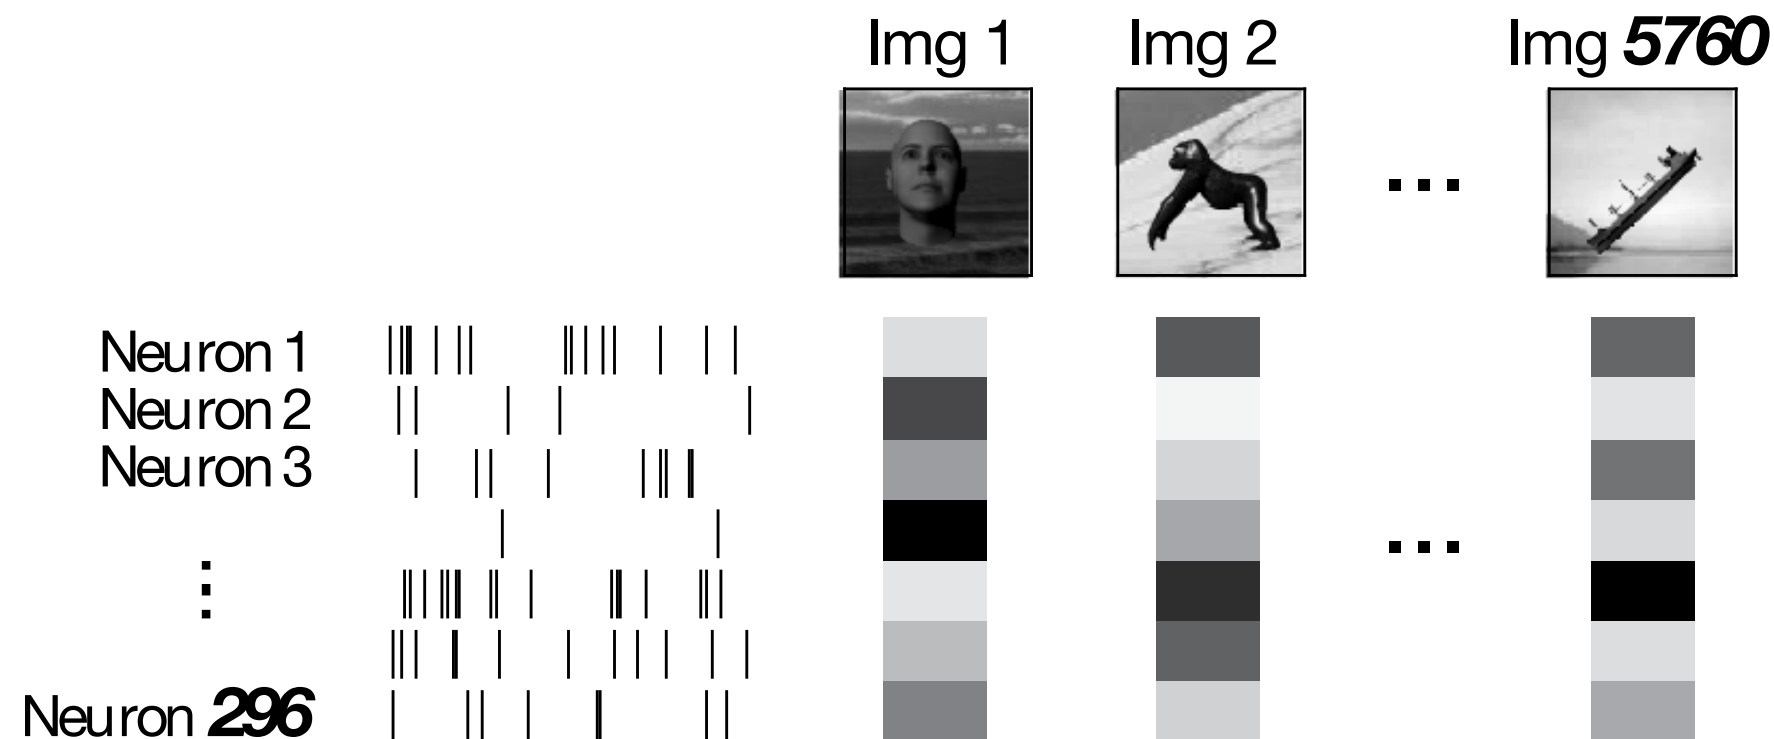 Img 1 Img 2 Img 5760
Neuron 1
Neuron 2
Neuron 3
Neuron 296